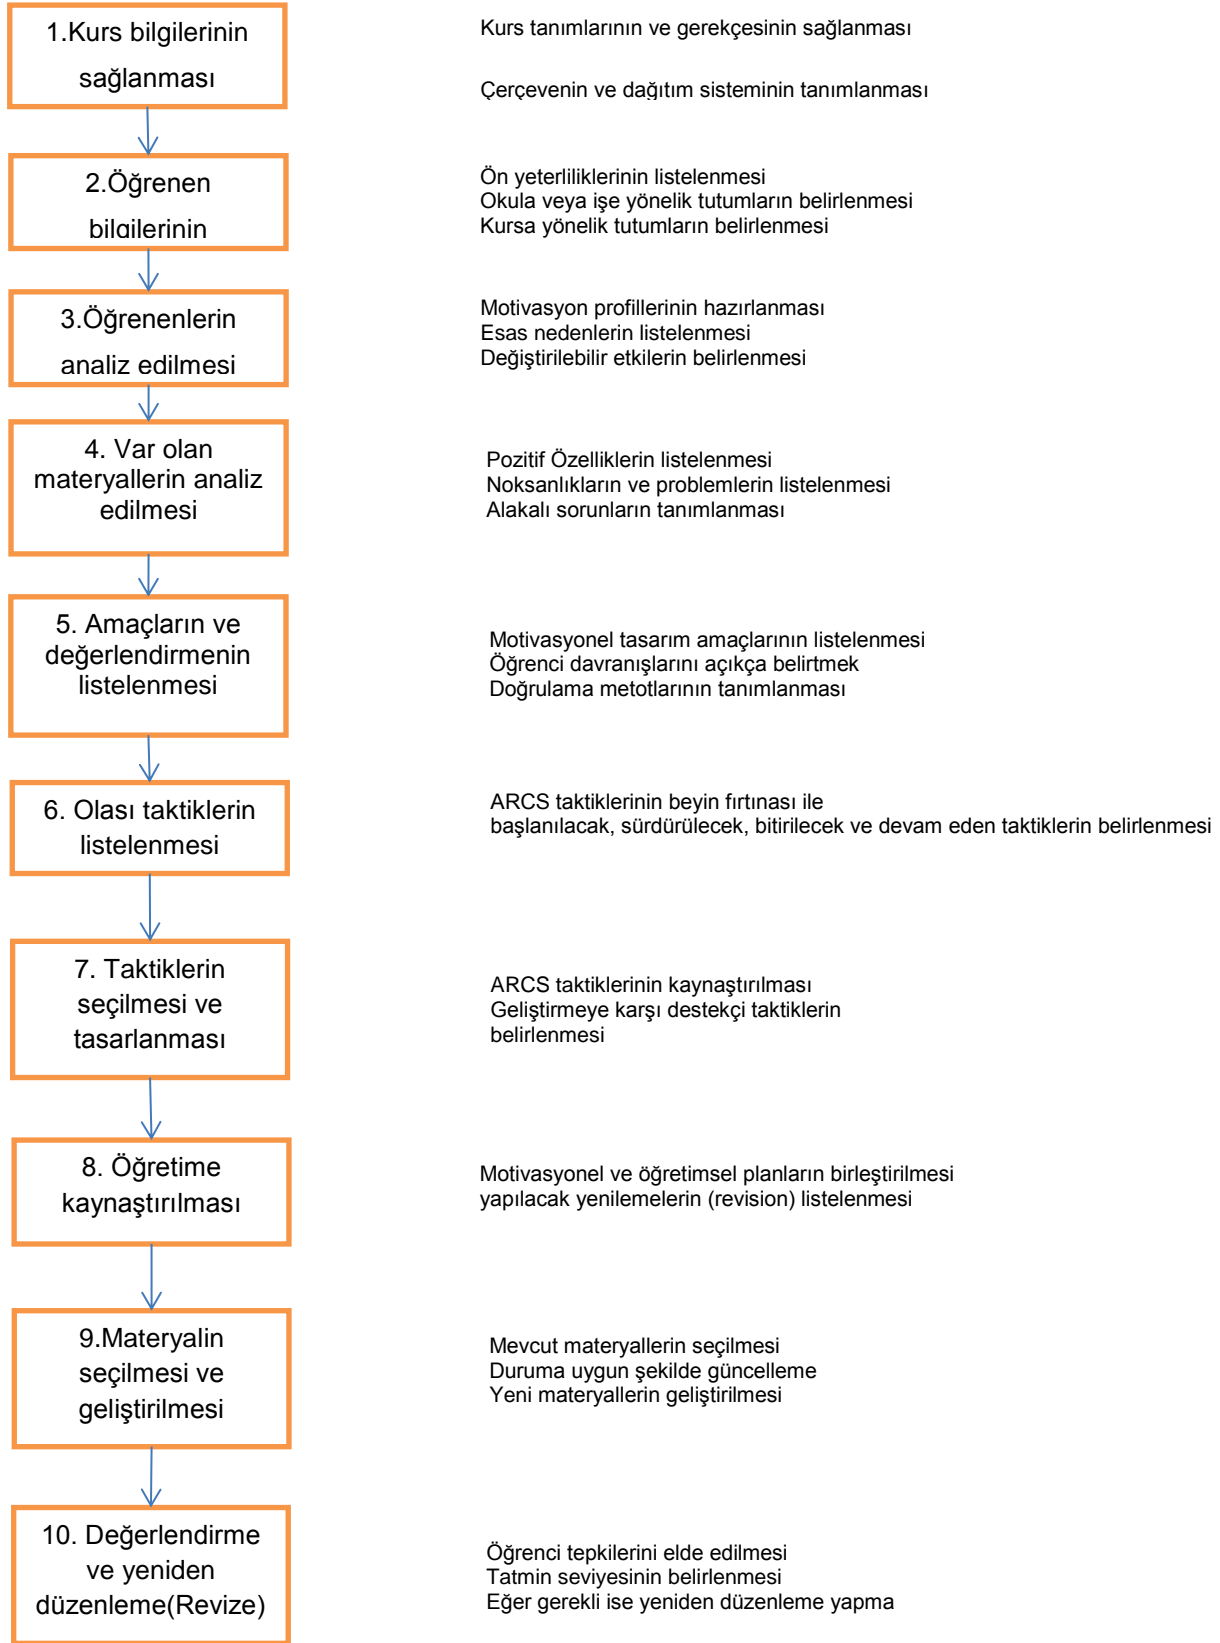 1.Kurs bilgilerinin
sağlanması
Kurs tanımlarının ve gerekçesinin sağlanması
Çerçevenin ve dağıtım sisteminin tanımlanması
2.Öğrenen
bilgilerinin
Ön yeterliliklerinin listelenmesi
Okula veya işe yönelik tutumların belirlenmesi
Kursa yönelik tutumların belirlenmesi
3.Öğrenenlerin
analiz edilmesi
Motivasyon profillerinin hazırlanması
Esas nedenlerin listelenmesi
Değiştirilebilir etkilerin belirlenmesi
4. Var olan
materyallerin analiz
edilmesi
Pozitif Özelliklerin listelenmesi
Noksanlıkların ve problemlerin listelenmesi
Alakalı sorunların tanımlanması
5. Amaçların ve
değerlendirmenin
listelenmesi
Motivasyonel tasarım amaçlarının listelenmesi
Öğrenci davranışlarını açıkça belirtmek
Doğrulama metotlarının tanımlanması
6. Olası taktiklerin
listelenmesi
ARCS taktiklerinin beyin fırtınası ile
başlanılacak, sürdürülecek, bitirilecek ve devam eden taktiklerin belirlenmesi
7. Taktiklerin
seçilmesi ve
tasarlanması
ARCS taktiklerinin kaynaştırılması
Geliştirmeye karşı destekçi taktiklerin
belirlenmesi
8. Öğretime
kaynaştırılması
Motivasyonel ve öğretimsel planların birleştirilmesi
yapılacak yenilemelerin (revision) listelenmesi
9.Materyalin
seçilmesi ve
geliştirilmesi
Mevcut materyallerin seçilmesi
Duruma uygun şekilde güncelleme
Yeni materyallerin geliştirilmesi
10. Değerlendirme
ve yeniden
düzenleme(Revize)
Öğrenci tepkilerini elde edilmesi
Tatmin seviyesinin belirlenmesi
Eğer gerekli ise yeniden düzenleme yapma